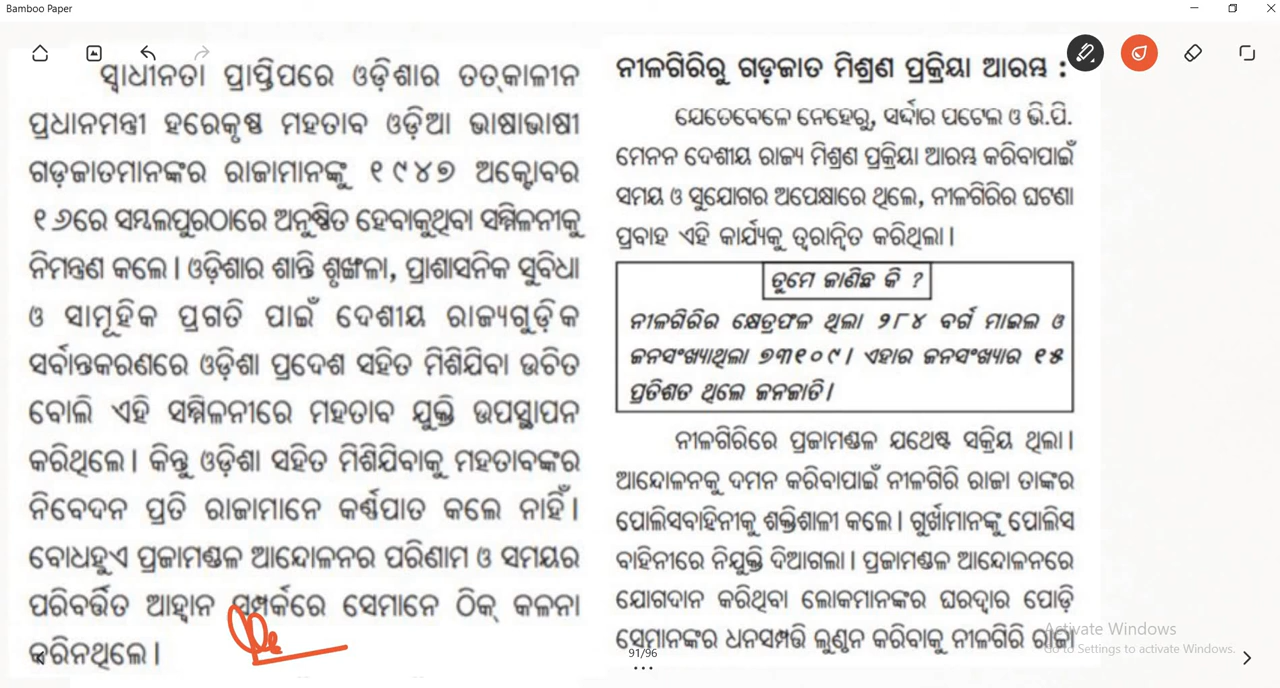 Bamboo Paper
ସ୍ୱାଧୀନତା ପ୍ରାପ୍ତିପରେ ଓଡ଼ିଶାର ତତ୍କାଳୀନ
ପ୍ରଧାନମନ୍ତ୍ରୀ ହରେକୃଷ୍ଣ ମହତାବ ଓଡ଼ିଆ ଭାଷାଭାଷୀ
ଗଡ଼ଜାତମାନଙ୍କର ରାଜାମାନଙ୍କୁ ୧୯୪୭ ଅକ୍ଟୋବର
୧୬ରେ ସମ୍ବଲପୁରଠାରେ ଅନୁଷ୍ଠିତ ହେବାକୁଥିବା ସମ୍ମିଳନୀକୁ
ନିମନ୍ତ୍ରଣ କଲେ । ଓଡ଼ିଶାର ଶାନ୍ତି ଶୃଙ୍ଖଳା, ପ୍ରାଶାସନିକ ସୁବିଧା
ଓ ସାମୂହିକ ପ୍ରଗତି ପାଇଁ ଦେଶୀୟ ରାଜ୍ୟଗୁଡ଼ିକ
ସର୍ବାନ୍ତକରଣରେ ଓଡ଼ିଶା ପ୍ରଦେଶ ସହିତ ମିଶିଯିବା ଉଚିତ
ବୋଲି ଏହି ସମ୍ମିଳନୀରେ ମହତାବ ଯୁକ୍ତି ଉପସ୍ଥାପନ
କରିଥିଲେ । କିନ୍ତୁ ଓଡ଼ିଶା ସହିତ ମିଶିଯିବାକୁ ମହତାବଙ୍କର
ନିବେଦନ ପ୍ରତି ରାଜାମାନେ କର୍ଣ୍ଣପାତ କଲେ ନାହିଁ ।
ବୋଧହୁଏ ପ୍ରଜାମଣ୍ଡଳ ଆନ୍ଦୋଳନର ପରିଣାମ ଓ ସମୟର
ପରିବର୍ତ୍ତିତ ଆହ୍ୱାନ ସମ୍ପର୍କରେ ସେମାନେ ଠିକ୍ କଳନା
କରିନଥିଲେ ।
ନୀଳଗିରିରୁ ଗଡ଼ଜାତ ମିଶ୍ରଣ ପ୍ରକ୍ରିୟା ଆରମ୍ଭ :
ଯେତେବେଳେ ନେହେରୁ, ସର୍ଦ୍ଦାର ପଟେଲ ଓ ଭି.ପି.
ମେନନ ଦେଶୀୟ ରାଜ୍ୟ ମିଶ୍ରଣ ପ୍ରକ୍ରିୟା ଆରମ୍ଭ କରିବାପାଇଁ
ସମୟ ଓ ସୁଯୋଗର ଅପେକ୍ଷାରେ ଥିଲେ, ନୀଳଗିରିର ଘଟଣା
ପ୍ରବାହ ଏହି କାର୍ଯ୍ୟକୁ ତ୍ୱରାନ୍ୱିତ କରିଥିଲା ।
ତୁମେ ଜାଣିଛ କି ?
ନୀଳଗିରିର କ୍ଷେତ୍ରଫଳ ଥିଲା ୨୮୪ ବର୍ଗ ମାଇଲ ଓ
ଜନସଂଖ୍ୟାଥିଲା ୭୩୧୦୯ । ଏହାର ଜନସଂଖ୍ୟାର ୧୫
ପ୍ରତିଶତ ଥିଲେ ଜନଜାତି ।
ନୀଳଗିରିରେ ପ୍ରଜାମଣ୍ଡଳ ଯଥେଷ୍ଟ ସକ୍ରିୟ ଥିଲା ।
ଆନ୍ଦୋଳନକୁ ଦମନ କରିବାପାଇଁ ନୀଳଗିରି ରାଜା ତାଙ୍କର
ପୋଲିସବାହିନୀକୁ ଶକ୍ତିଶାଳୀ କଲେ । ଗୁର୍ଖାମାନଙ୍କୁ ପୋଲିସ
ବାହିନୀରେ ନିଯୁକ୍ତି ଦିଆଗଲା । ପ୍ରଜାମଣ୍ଡଳ ଆନ୍ଦୋଳନରେ
ଯୋଗଦାନ କରିଥିବା ଲୋକମାନଙ୍କର ଘରଦ୍ୱାର ପୋଡ଼ି
ସେମାନଙ୍କର ଧନସମ୍ପତ୍ତି ଲୁଣ୍ଠନ କରିବାକୁ ନୀଳଗିରି ରାଜା
91/96
Activate Windows
Go to Settings to activate Windows.